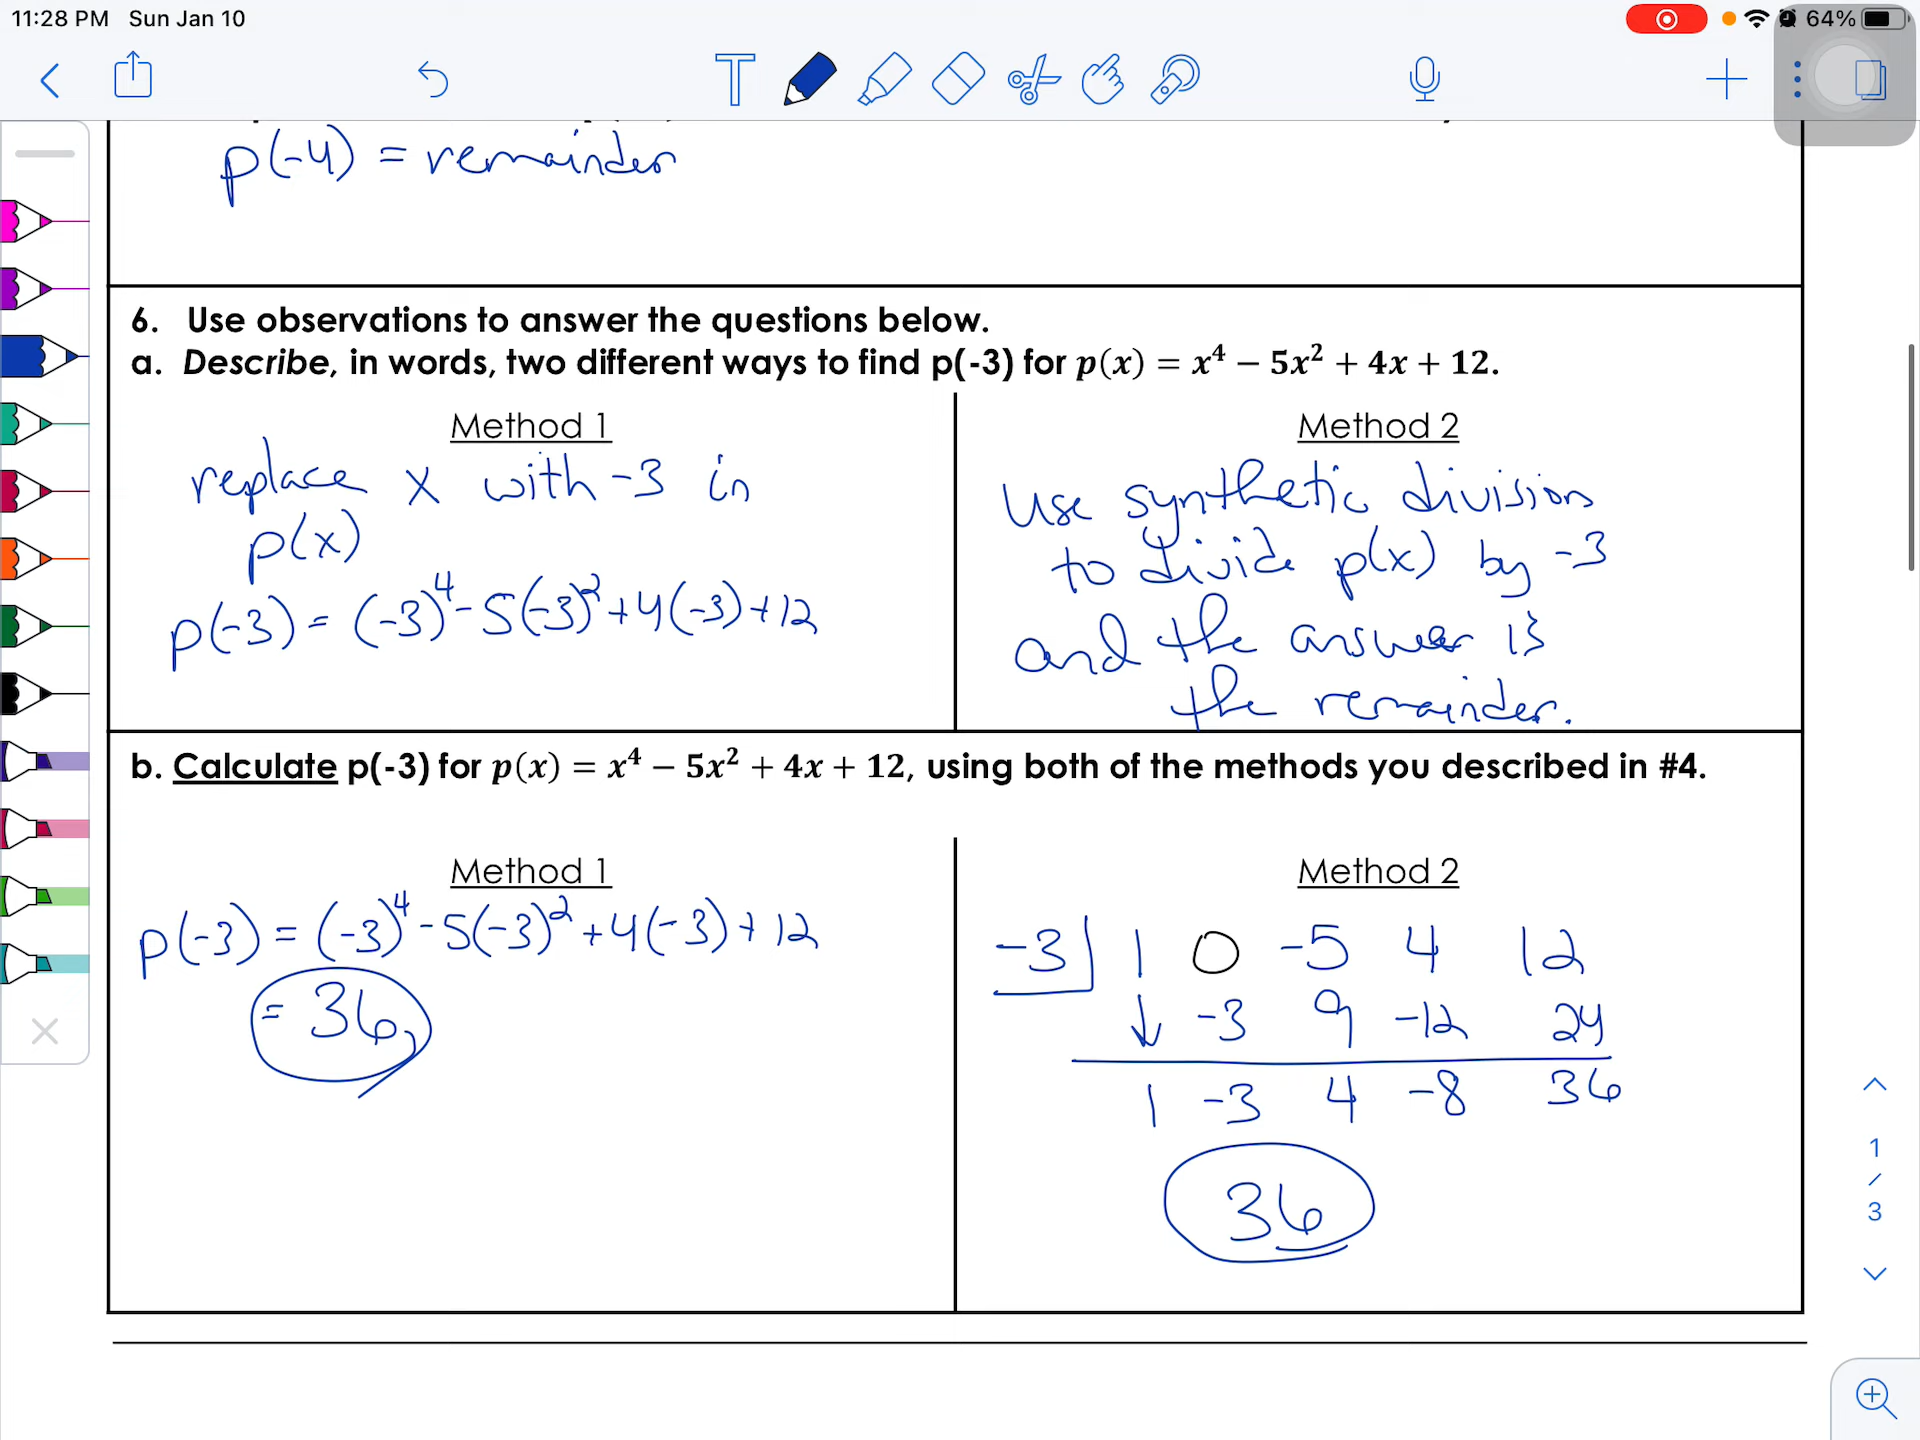 11:28 PM Sun Jan 10
64%
p(-4) = remainder
6. Use observations to answer the questions below.
a. Describe, in words, two different ways to find p(-3) for p(x) = x⁴ − 5x² + 4x + 12.
Method 1
replace x with -3 in
p(x)
p(-3) = (-3)⁴ - 5(-3)² + 4(-3) + 12
Method 2
Use synthetic division
to divide p(x) by -3
and the answer is
the remainder.
b. Calculate p(-3) for p(x) = x⁴ − 5x² + 4x + 12, using both of the methods you described in #4.
Method 1
p(-3) = (-3)⁴ - 5(-3)² + 4(-3) + 12
= 36
Method 2
-3 | 1 0 -5 4 12
↓ -3 9 -12 24
1 -3 4 -8 36
36
1
/
3